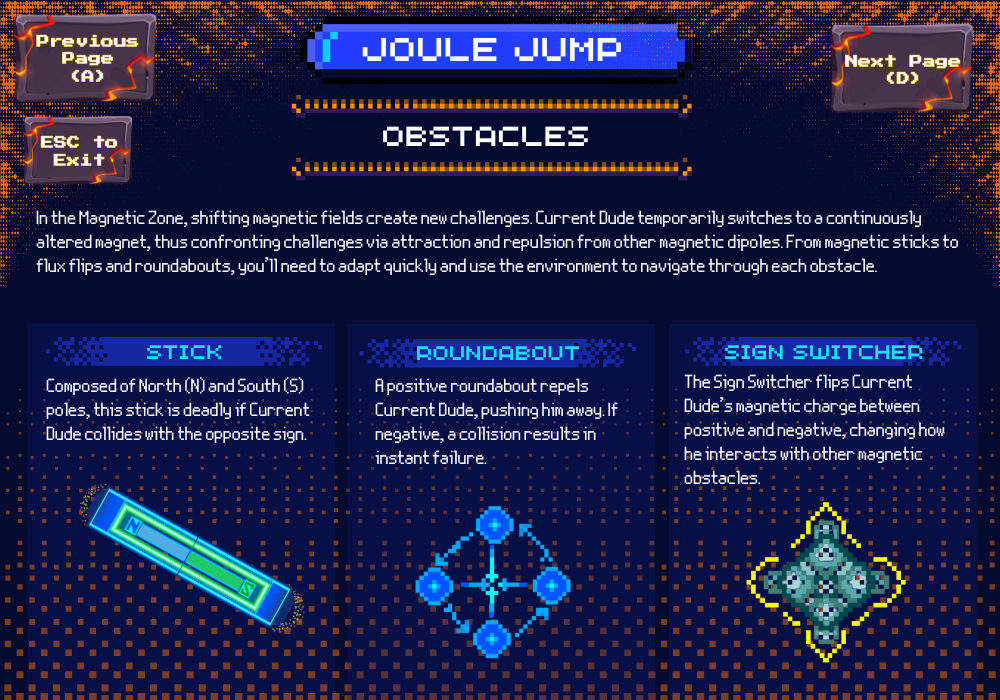 Previous
Page
(A)
JOULE JUMP
Next Page
(D)
ESC to
Exit
OBSTACLES
In the Magnetic Zone, shifting magnetic fields create new challenges. Current Dude temporarily switches to a continuously
altered magnet, thus confronting challenges via attraction and repulsion from other magnetic dipoles. From magnetic sticks to
flux flips and roundabouts, you'll need to adapt quickly and use the environment to navigate through each obstacle.
STICK
Composed of North (N) and South (S)
poles, this stick is deadly if Current
Dude collides with the opposite sign.
N
S
ROUNDABOUT
A positive roundabout repels
Current Dude, pushing him away. If
negative, a collision results in
instant failure.
SIGN SWITCHER
The Sign Switcher flips Current
Dude's magnetic charge between
positive and negative, changing how
he interacts with other magnetic
obstacles.